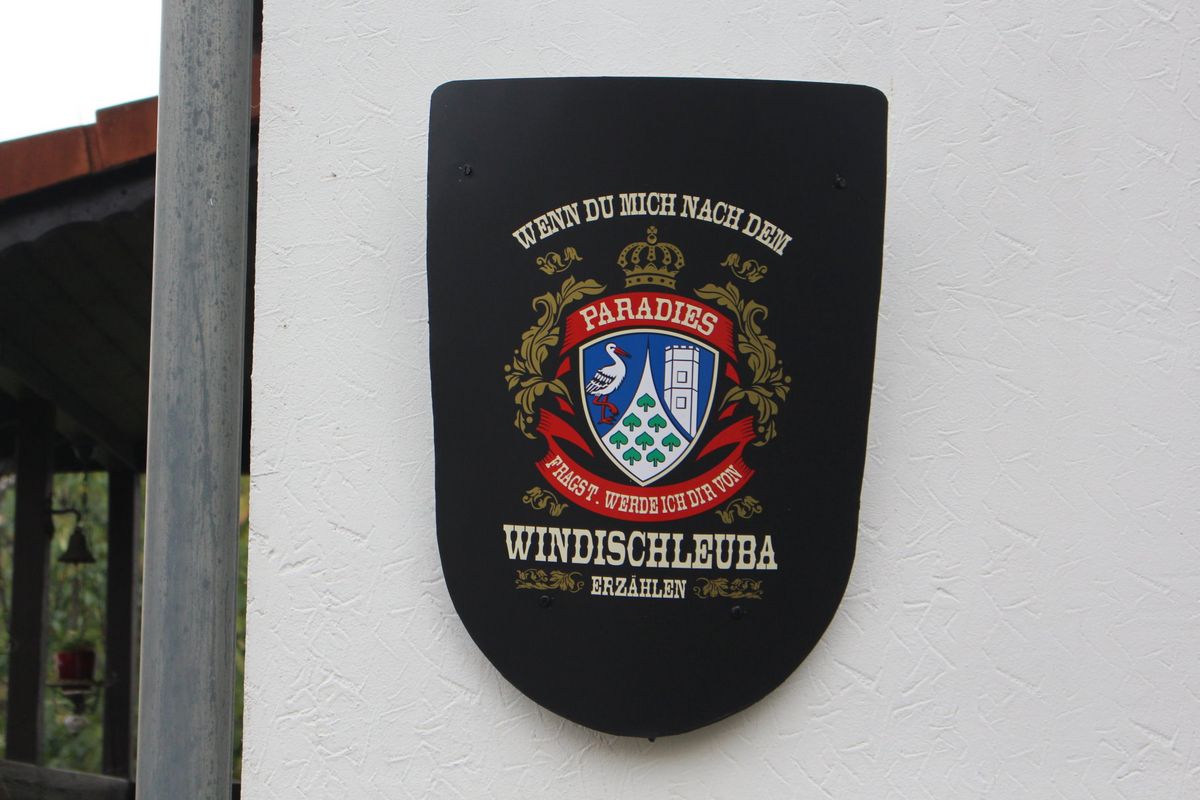 WENN DU MICH NACH DEM
PARADIES
FRAGST. WERDE ICH DIR VON
WINDISCHLEUBA
ERZÄHLEN